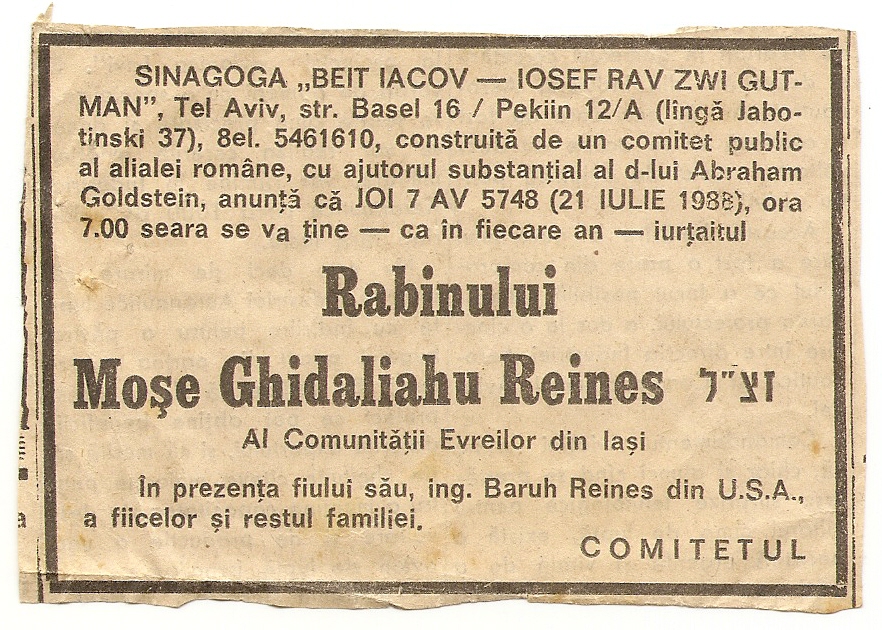 SINAGOGA „BEIT IACOV — IOSEF RAV ZWI GUT-
MAN”, Tel Aviv, str. Basel 16 / Pekiin 12/A (lîngă Jabo-
tinski 37), 8el. 5461610, construită de un comitet public
al alialei române, cu ajutorul substanțial al d-lui Abraham
Goldstein, anunță că JOI 7 AV 5748 (21 IULIE 1988), ora
7.00 seara se va ține — ca în fiecare an — iurțaitul
Rabinului
Moșe Ghidaliahu Reines זצ״ל
Al Comunității Evreilor din Iași
În prezența fiului său, ing. Baruh Reines din U.S.A.,
a fiicelor și restul familiei.
COMITETUL